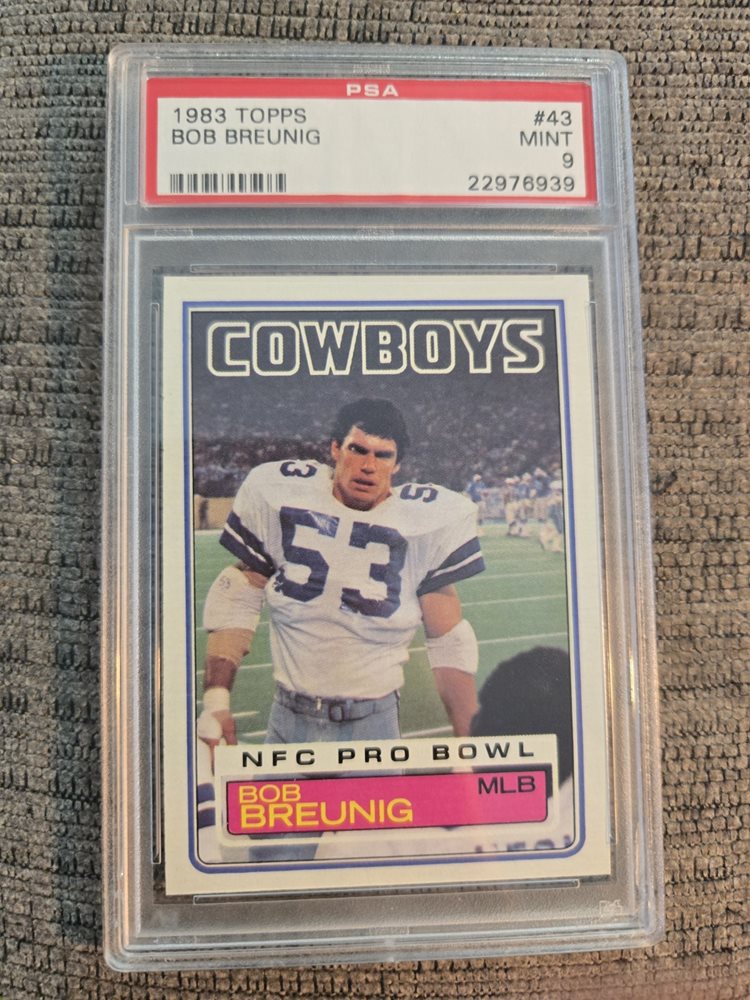 PSA
1983 TOPPS #43
BOB BREUNIG MINT
9
22976939
COWBOYS
53 53
53
NFC PRO BOWL
BOB MLB
BREUNIG